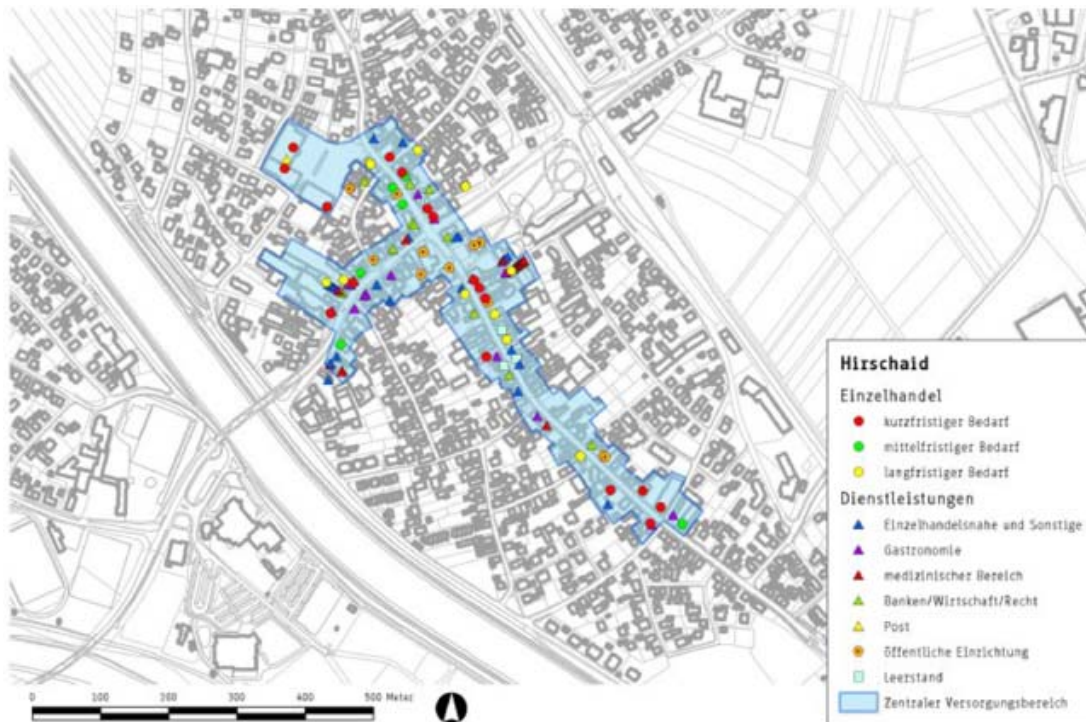 Hirschaid
Einzelhandel
kurzfristiger Bedarf
mittelfristiger Bedarf
langfristiger Bedarf
Dienstleistungen
Einzelhandelsnahe und Sonstige
Gastronomie
medizinischer Bereich
Banken/Wirtschaft/Recht
Post
öffentliche Einrichtung
Leerstand
Zentraler Versorgungsbereich
0 100 200 300 400 500 Meter